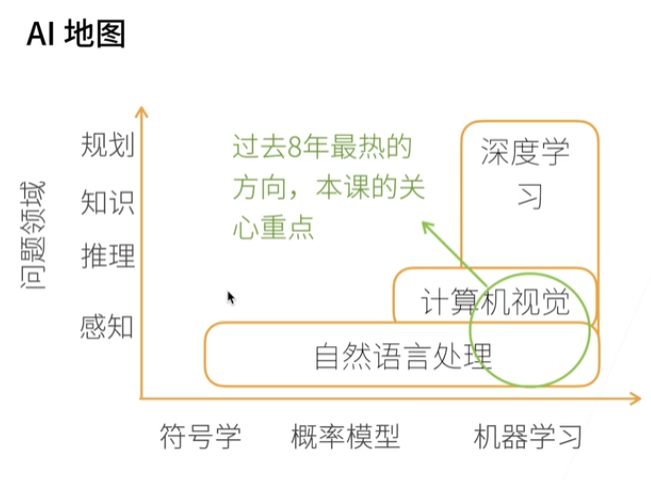 AI 地图
问题领域
规划
知识
推理
感知
过去8年最热的
方向，本课的关
心重点
深度学
习
计算机视觉
自然语言处理
符号学
概率模型
机器学习